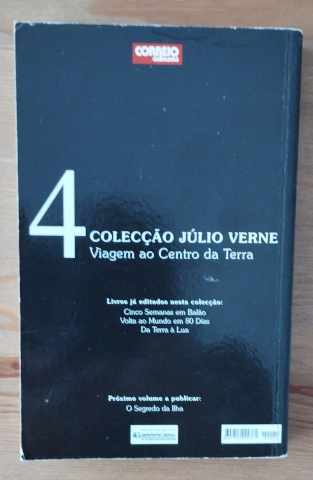 CORREIO
4
COLECÇÃO JÚLIO VERNE
Viagem ao Centro da Terra
Livros já editados nesta colecção:
Cinco Semanas em Balão
Volta ao Mundo em 80 Dias
Da Terra à Lua
Próximo volume a publicar:
O Segredo da Ilha